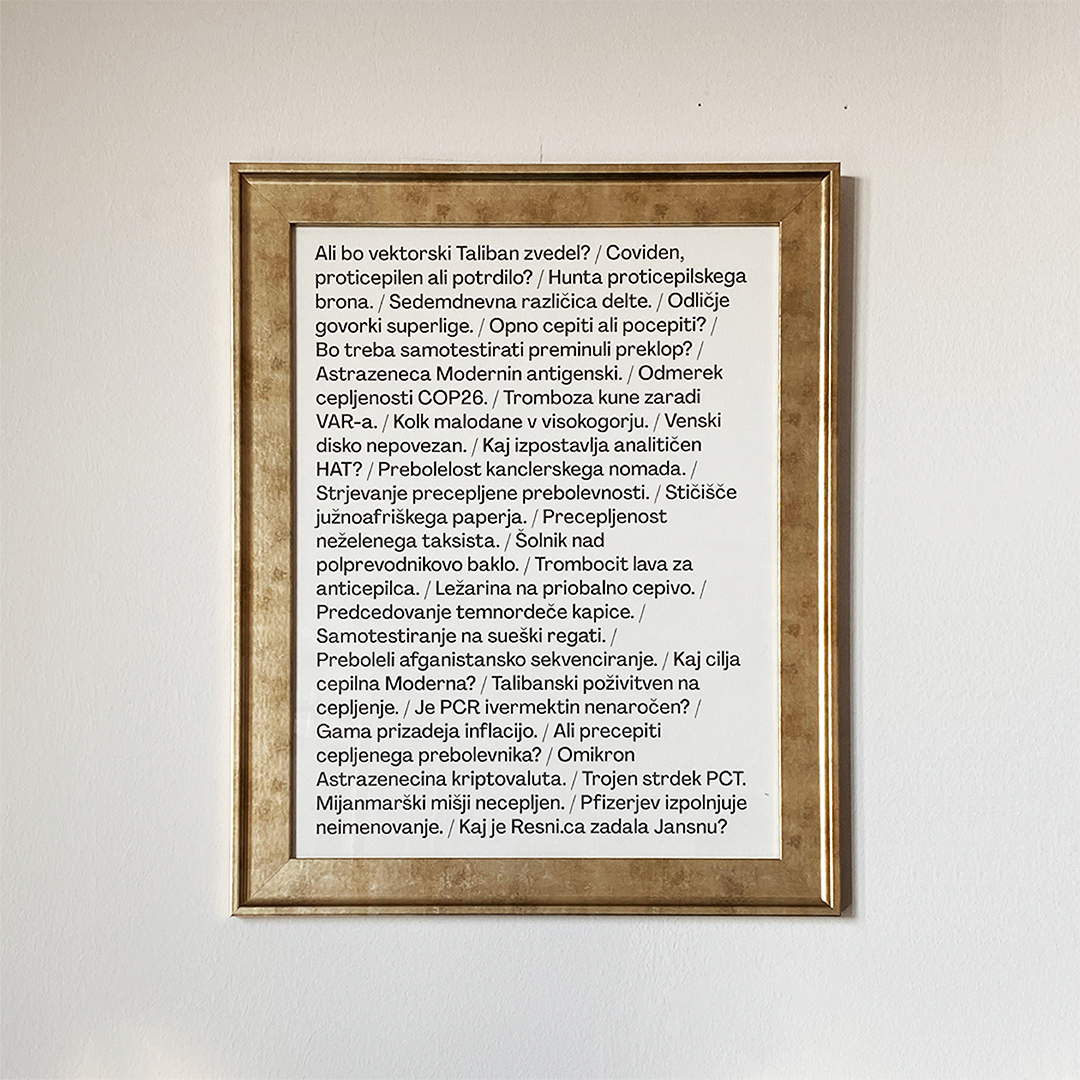 Ali bo vektorski Taliban zvedel? / Coviden,
proticepilen ali potrdilo? / Hunta proticepilskega
brona. / Sedemdnevna različica delte. / Odličje
govorki superlige. / Opno cepiti ali pocepiti? /
Bo treba samotestirati preminuli preklop? /
Astrazeneca Modernin antigenski. / Odmerek
cepljenosti COP26. / Tromboza kune zaradi
VAR-a. / Kolk malodane v visokogorju. / Venski
disko nepovezan. / Kaj izpostavlja analitičen
HAT? / Prebolelost kanclerskega nomada. /
Strjevanje precepljene prebolevnosti. / Stičišče
južnoafriškega paperja. / Precepljenost
neželenega taksista. / Šolnik nad
polprevodnikovo baklo. / Trombocit lava za
anticepilca. / Ležarina na priobalno cepivo. /
Predcedovanje temnordeče kapice. /
Samotestiranje na sueški regati. /
Preboleli afganistansko sekvenciranje. / Kaj cilja
cepilna Moderna? / Talibanski poživitven na
cepljenje. / Je PCR ivermektin nenaročen? /
Gama prizadeja inflacijo. / Ali precepiti
cepljenega prebolevnika? / Omikron
Astrazenecina kriptovaluta. / Trojen strdek PCT.
Mijanmarški mišji necepljen. / Pfizerjev izpolnjuje
neimenovanje. / Kaj je Resni.ca zadala Jansnu?